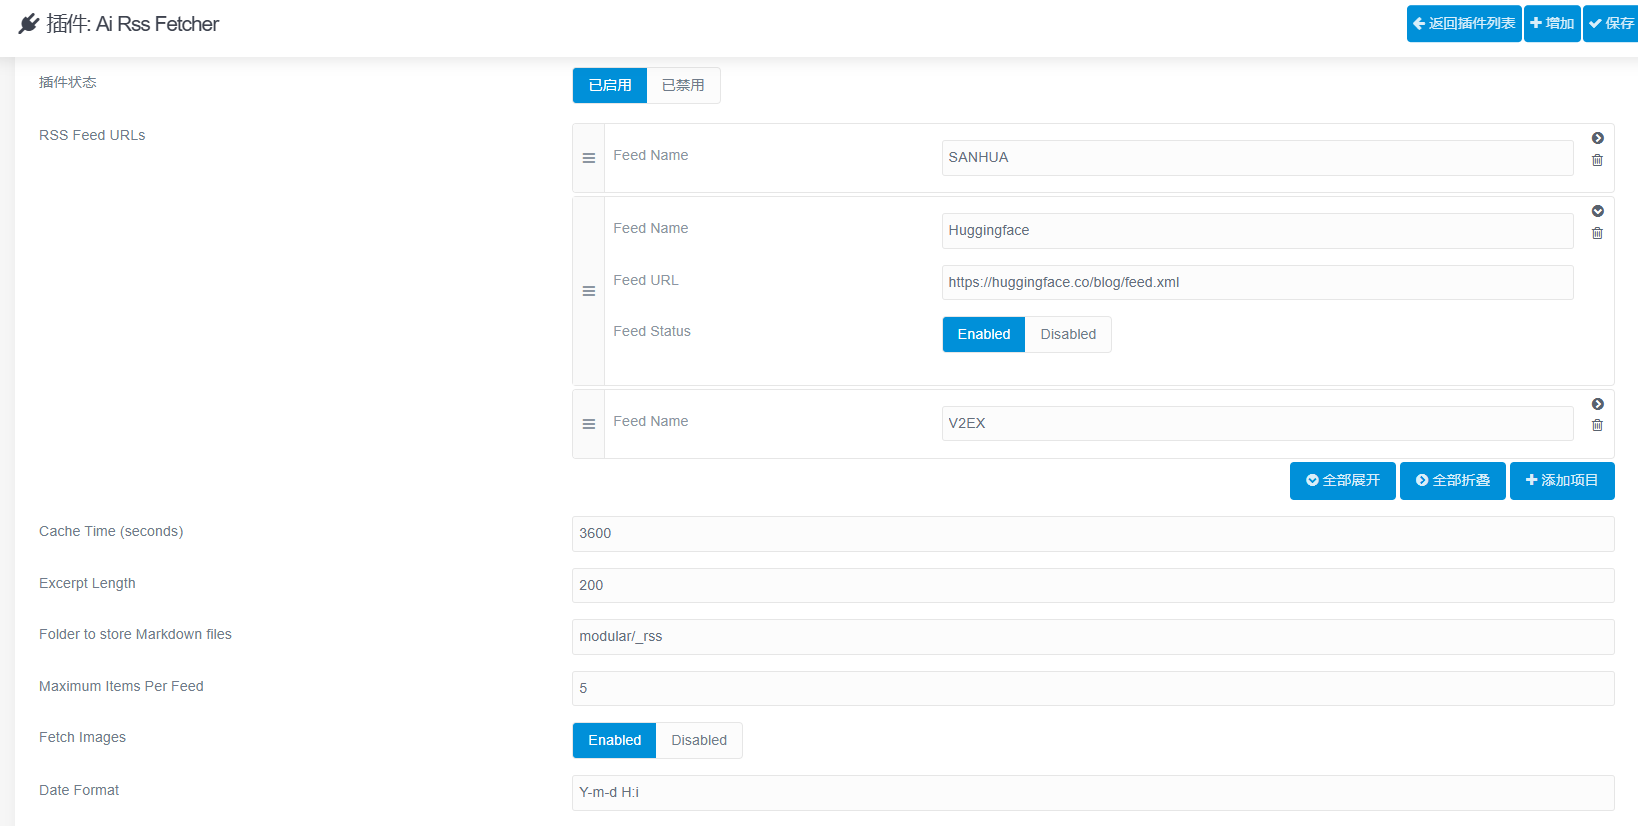 插件: Ai Rss Fetcher
返回插件列表 增加 保存
插件状态 已启用 已禁用
RSS Feed URLs
Feed Name SANHUA
Feed Name Huggingface
Feed URL https://huggingface.co/blog/feed.xml
Feed Status Enabled Disabled
Feed Name V2EX
全部展开 全部折叠 添加项目
Cache Time (seconds) 3600
Excerpt Length 200
Folder to store Markdown files modular/_rss
Maximum Items Per Feed 5
Fetch Images Enabled Disabled
Date Format Y-m-d H:i